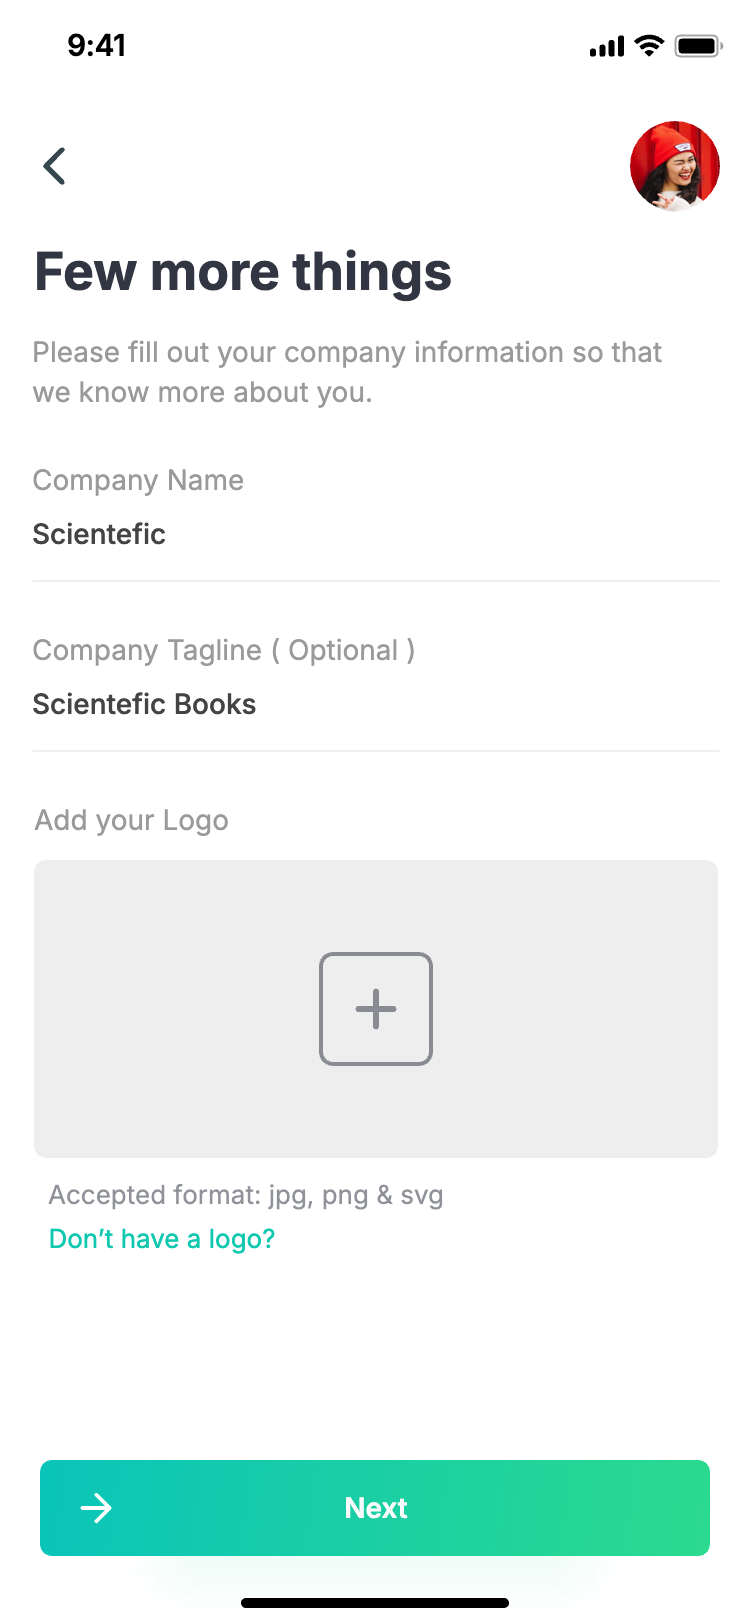 9:41
Few more things
Please fill out your company information so that
we know more about you.
Company Name
Scientefic
Company Tagline ( Optional )
Scientefic Books
Add your Logo
Accepted format: jpg, png & svg
Don’t have a logo?
Next